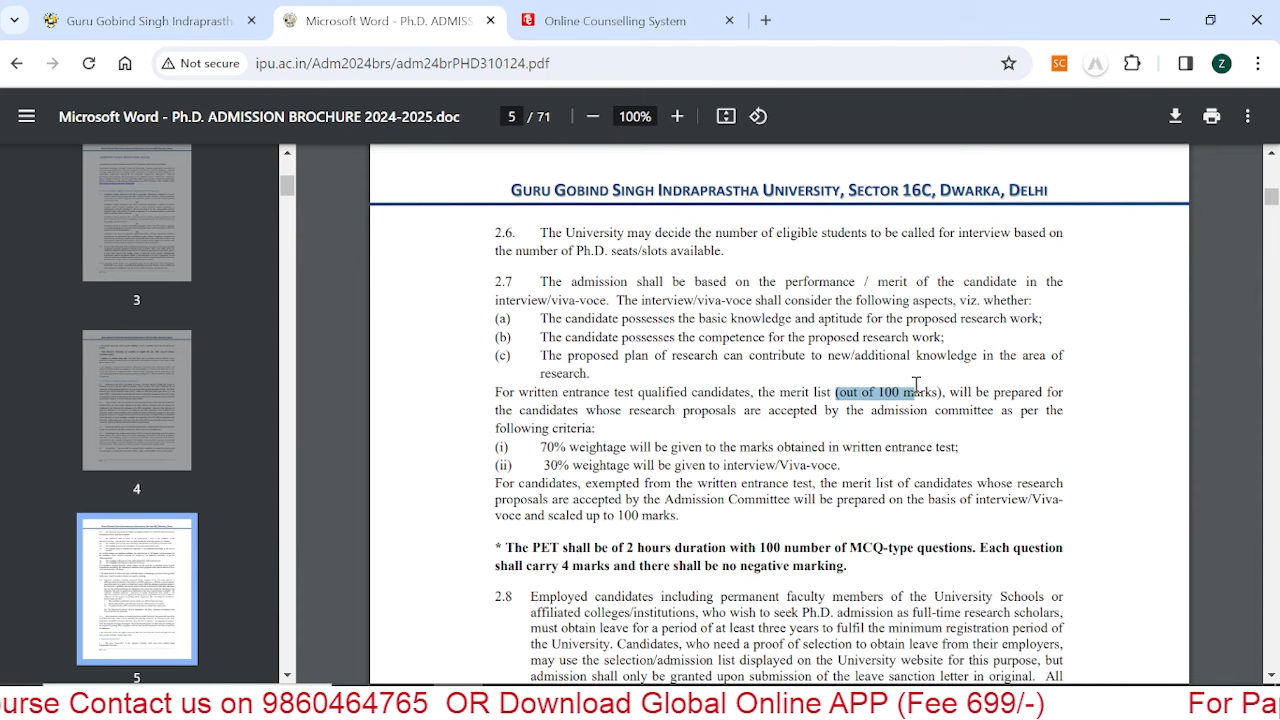 Guru Gobind Singh Indraprasth
Microsoft Word - Ph.D. ADMISS
Online Counselling System
Not secure
ipu.ac.in/Adm2024brs/adm24brPHD310124.pdf
SC
Z
Microsoft Word - Ph.D. ADMISSION BROCHURE 2024-2025.doc
5 / 71
100%
3
4
5
GURU GOBIND SINGH INDRAPRASTHA UNIVERSITY, SECTOR 16C, DWARKA, DELHI
2.6. The University may decide the number of eligible students to be called for interview based on
the number of Ph.D. seats/slots available.
2.7 The admission shall be based on the performance / merit of the candidate in the
interview/viva-voce. The interview/viva-voce shall consider the following aspects, viz. whether:
(a) The candidate possesses the basic knowledge and aptitude for the proposed research work;
(b) The candidate possesses the competence for the proposed research work;
(c) The proposed plan of research can contribute to new/additional knowledge in the area of
research.
For written entrance test qualified candidates, the merit list (out of 100 marks), will be prepared for
the candidates whose research proposals are accepted by the admission committee as per the
following criteria:
(i) 70% weightage will be given to the marks obtained in written entrance test;
(ii) 30% weightage will be given to interview/Viva-voce.
For candidates, exempted from the written entrance test, the merit list of candidates whose research
proposals are accepted by the Admission Committee will be prepared on the basis of interview/Viva-
voce and shall be up to 100 marks.
The Ph.D. Test is of 2 hours duration with 100 multiple MCQ-type questions, each question
shall carry 4 marks. There shall be negative marking.
2.8 For all candidates including permanent faculty members of the University Schools or
from other institutions, who want to seek admission as full-time research scholars,
must be on leave for a period of at least three years to fulfil the minimum registration period of
the University. Candidates, who need a proof of selection to obtain leave from their employers,
may use the selection/admission list displayed on the University website for this purpose, but
admission shall only be granted upon submission of the leave sanction letter in original. All
urse Contact us on 9860464765 OR Download Global Online APP (Fee 699/-) For Pa